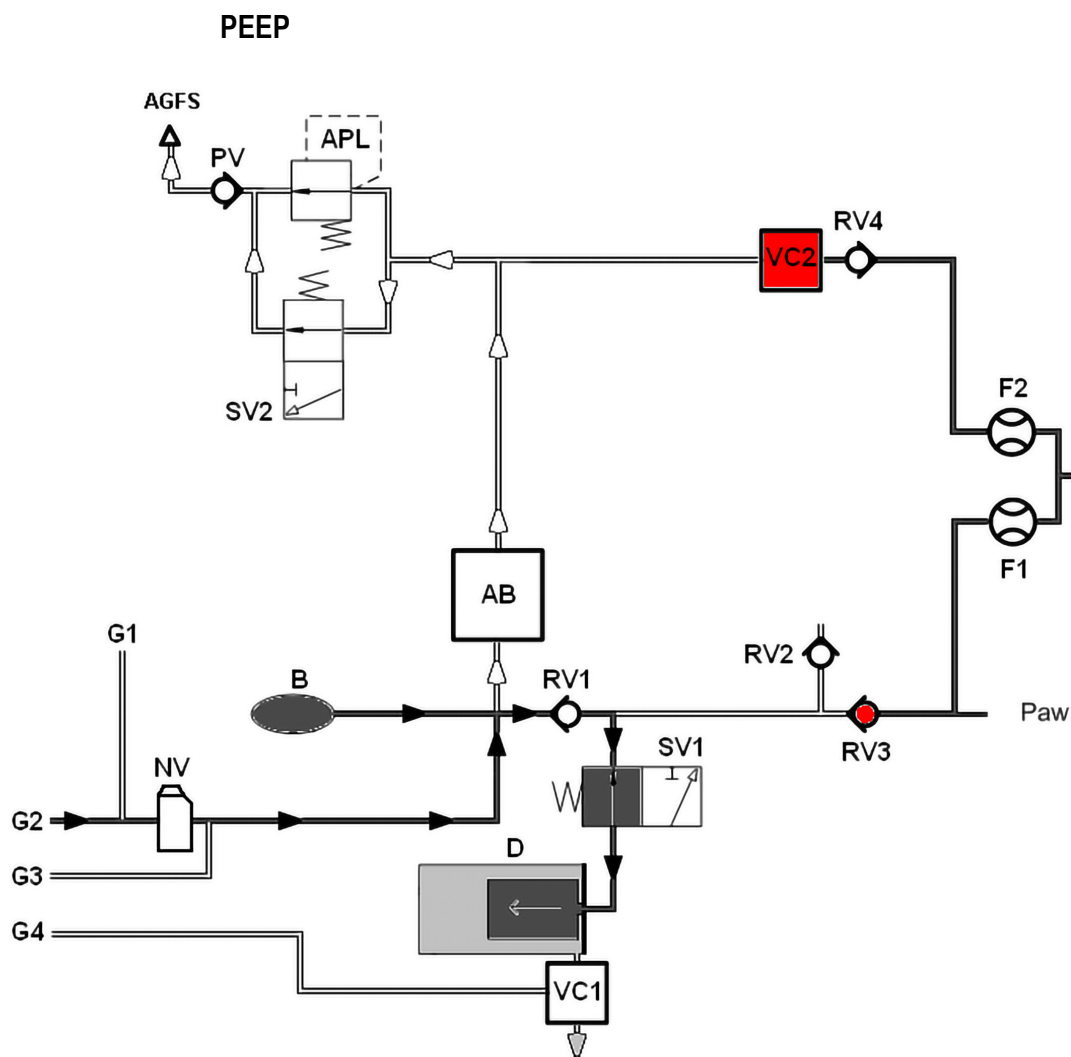 PEEP
AGFS
APL
PV
RV4
VC2
SV2
F2
F1
AB
G1
B
RV1
RV2
Paw
RV3
SV1
NV
G2
D
G3
G4
VC1